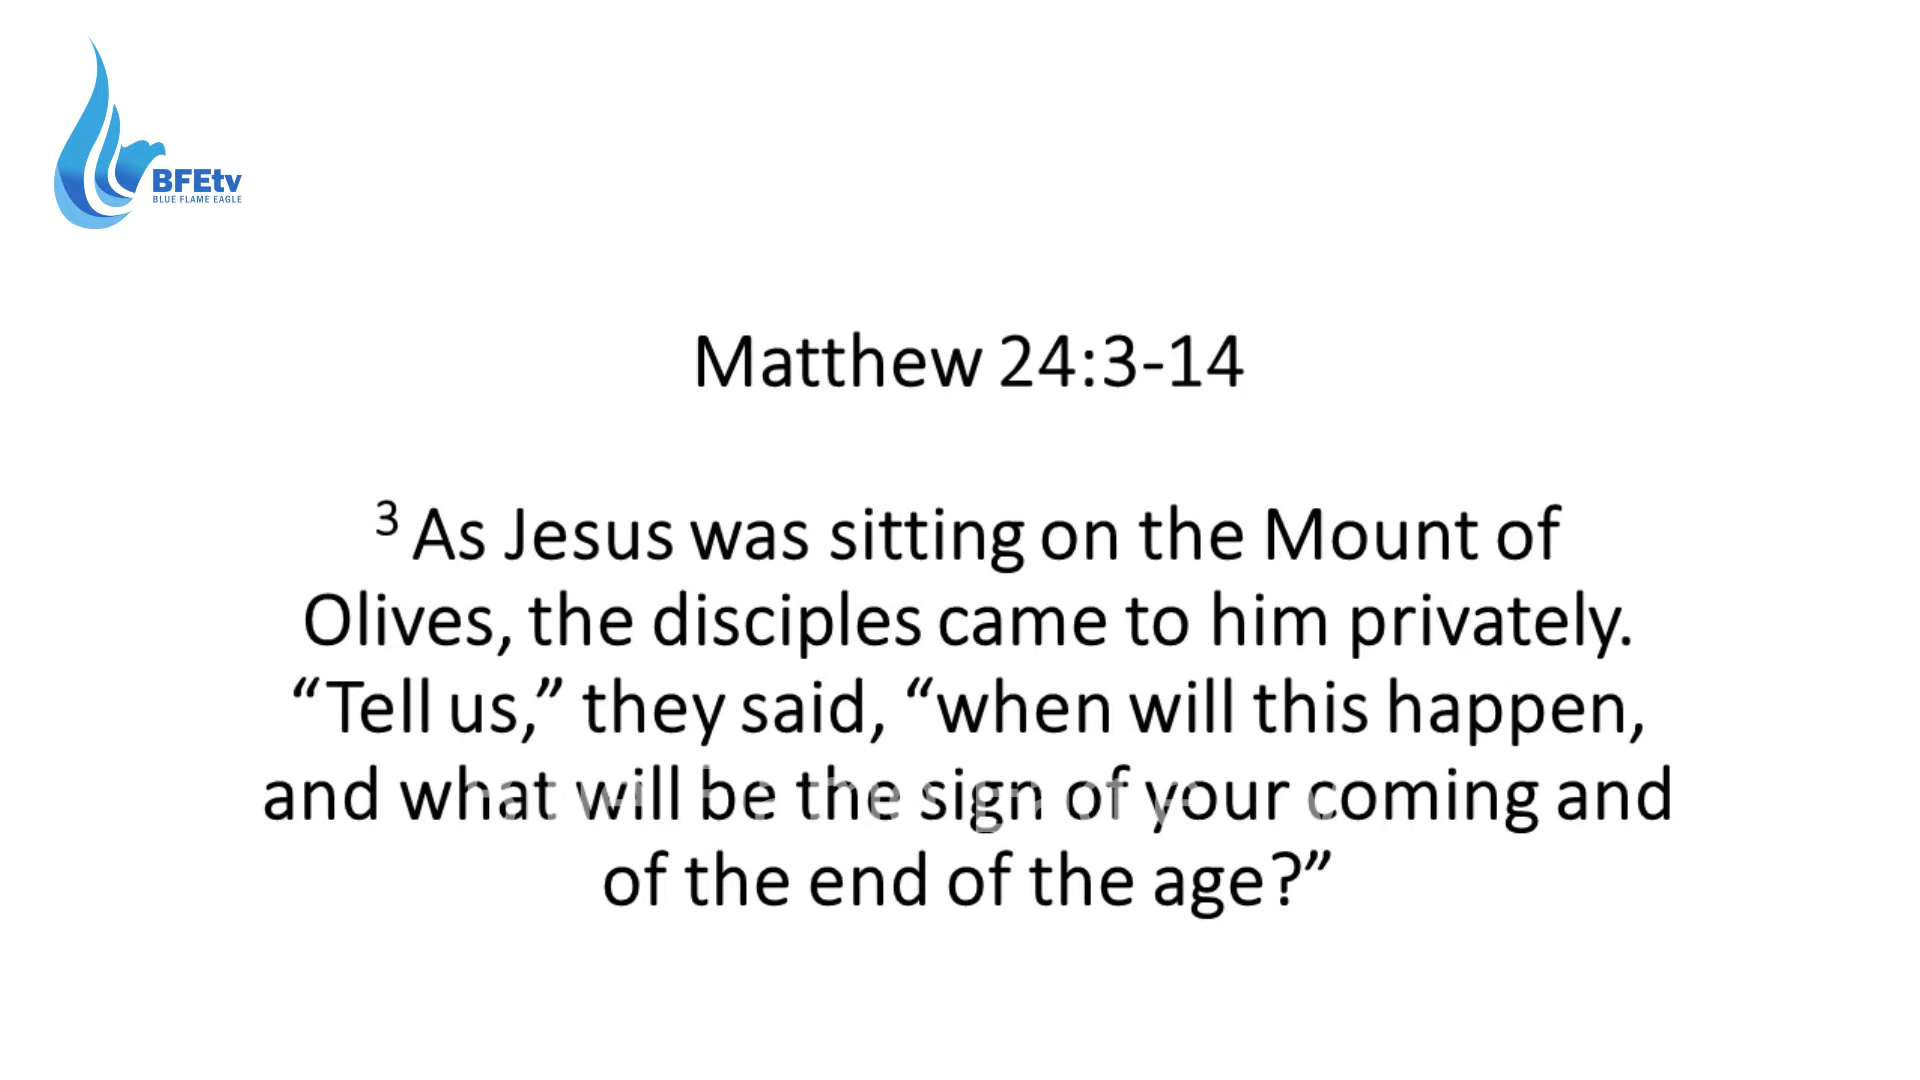 BFEtv
BLUE FLAME EAGLE
Matthew 24:3-14
³ As Jesus was sitting on the Mount of
Olives, the disciples came to him privately.
“Tell us,” they said, “when will this happen,
and what will be the sign of your coming and
of the end of the age?”